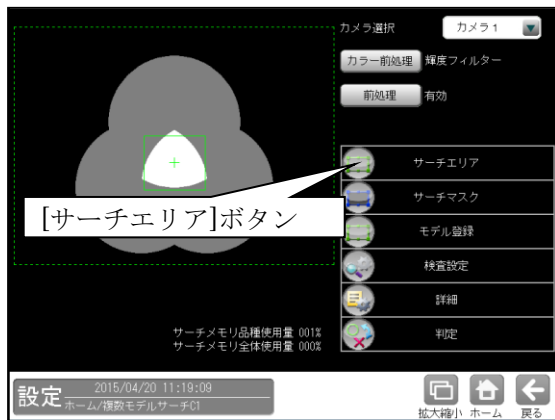 カメラ選択 カメラ1
カラー前処理 輝度フィルター
前処理 有効
サーチエリア
サーチマスク
[サーチエリア]ボタン
モデル登録
検査設定
詳細
判定
サーチメモリ品種使用量 001%
サーチメモリ全体使用量 000%
設定 2015/04/20 11:19:09
ホーム/複数モデルサーチC1
拡大縮小 ホーム 戻る